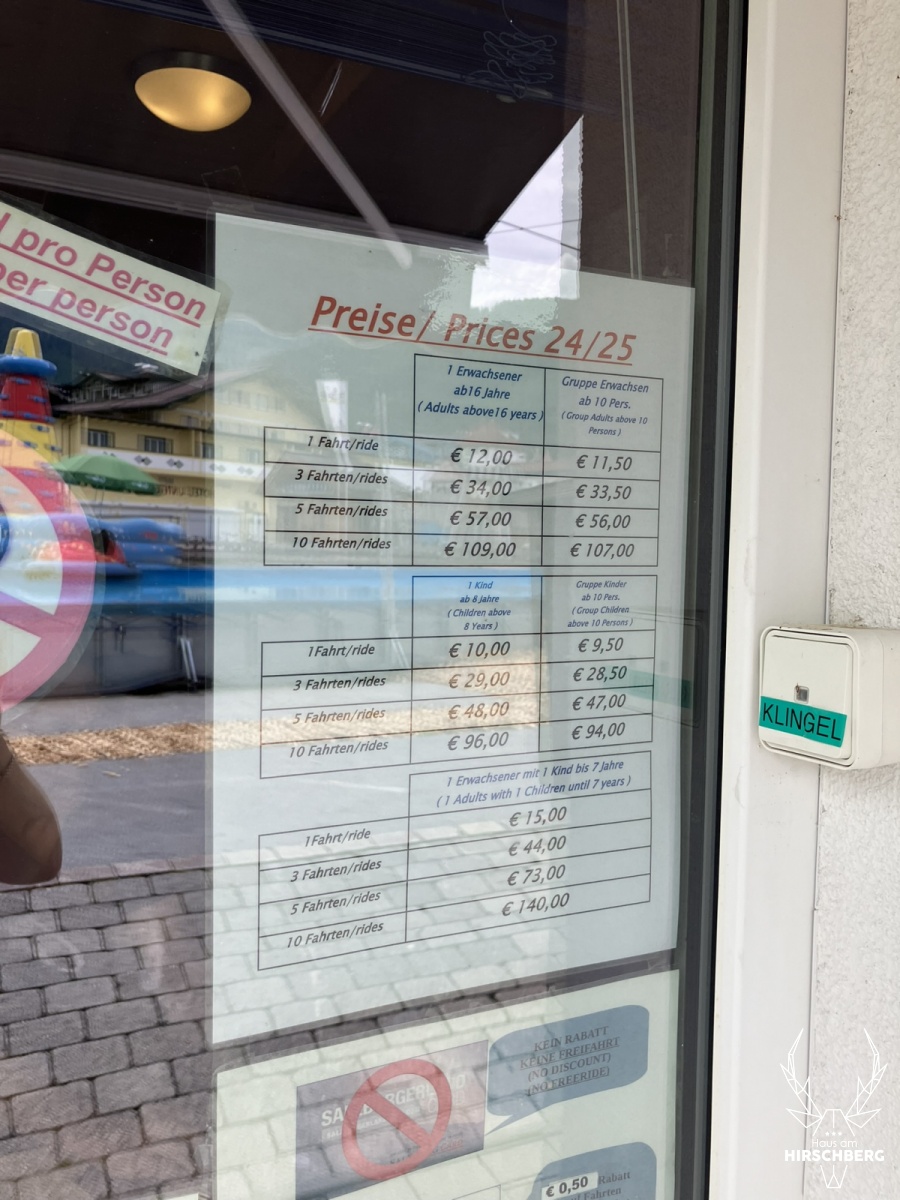 pro Person
per person
Preise/ Prices 24/25
1 Erwachsener
ab16 Jahre
( Adults above16 years )
Gruppe Erwachsen
ab 10 Pers.
( Group Adults above 10
Persons )
1 Fahrt/ride € 12,00 € 11,50
3 Fahrten/rides € 34,00 € 33,50
5 Fahrten/rides € 57,00 € 56,00
10 Fahrten/rides € 109,00 € 107,00
1 Kind
ab 8 Jahre
( Children above
8 Years )
Gruppe Kinder
ab 10 Pers.
( Group Children
above 10 Persons )
1Fahrt/ride € 10,00 € 9,50
3 Fahrten/rides € 29,00 € 28,50
5 Fahrten/rides € 48,00 € 47,00
10 Fahrten/rides € 96,00 € 94,00
1 Erwachsener mit 1 Kind bis 7 Jahre
( 1 Adults with 1 Children until 7 years )
1Fahrt/ride € 15,00
3 Fahrten/rides € 44,00
5 Fahrten/rides € 73,00
10 Fahrten/rides € 140,00
KLINGEL
KEIN RABATT
KEINE FREIFAHRT
(NO DISCOUNT)
(NO FREERIDE)
€ 0,50 Rabatt
Fahrten
Haus am
HIRSCHBERG